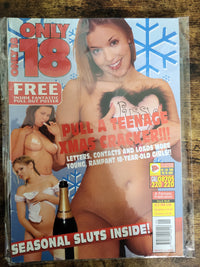 ONLY
18
FREE
INSIDE FANTASTIC
PULL-OUT POSTER
PULL A TEENAGE
XMAS CRACKER!!!
LETTERS, CONTACTS AND LOADS MORE
YOUNG, RAMPANT 18-YEAR-OLD GIRLS!
SEASONAL SLUTS INSIDE!